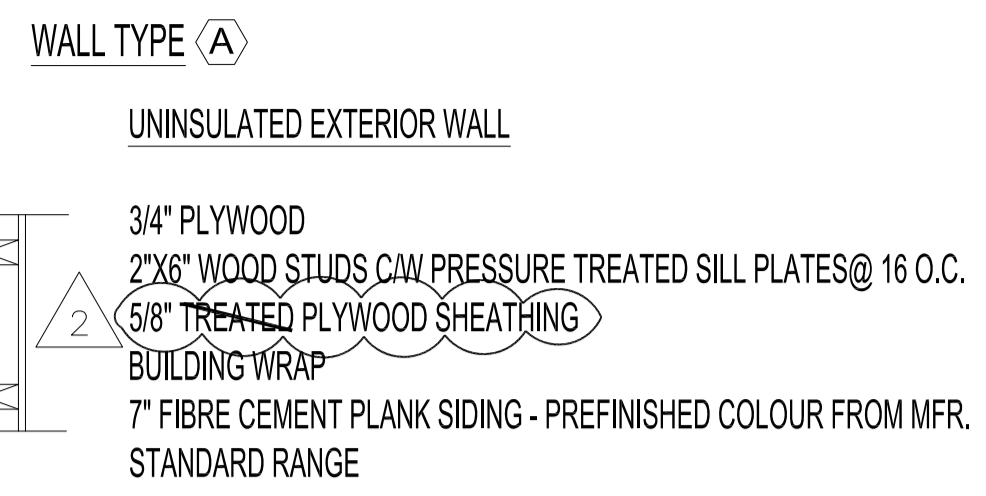 WALL TYPE A
UNINSULATED EXTERIOR WALL
3/4" PLYWOOD
2"X6" WOOD STUDS C/W PRESSURE TREATED SILL PLATES@ 16 O.C.
2 5/8" TREATED PLYWOOD SHEATHING
BUILDING WRAP
7" FIBRE CEMENT PLANK SIDING - PREFINISHED COLOUR FROM MFR.
STANDARD RANGE